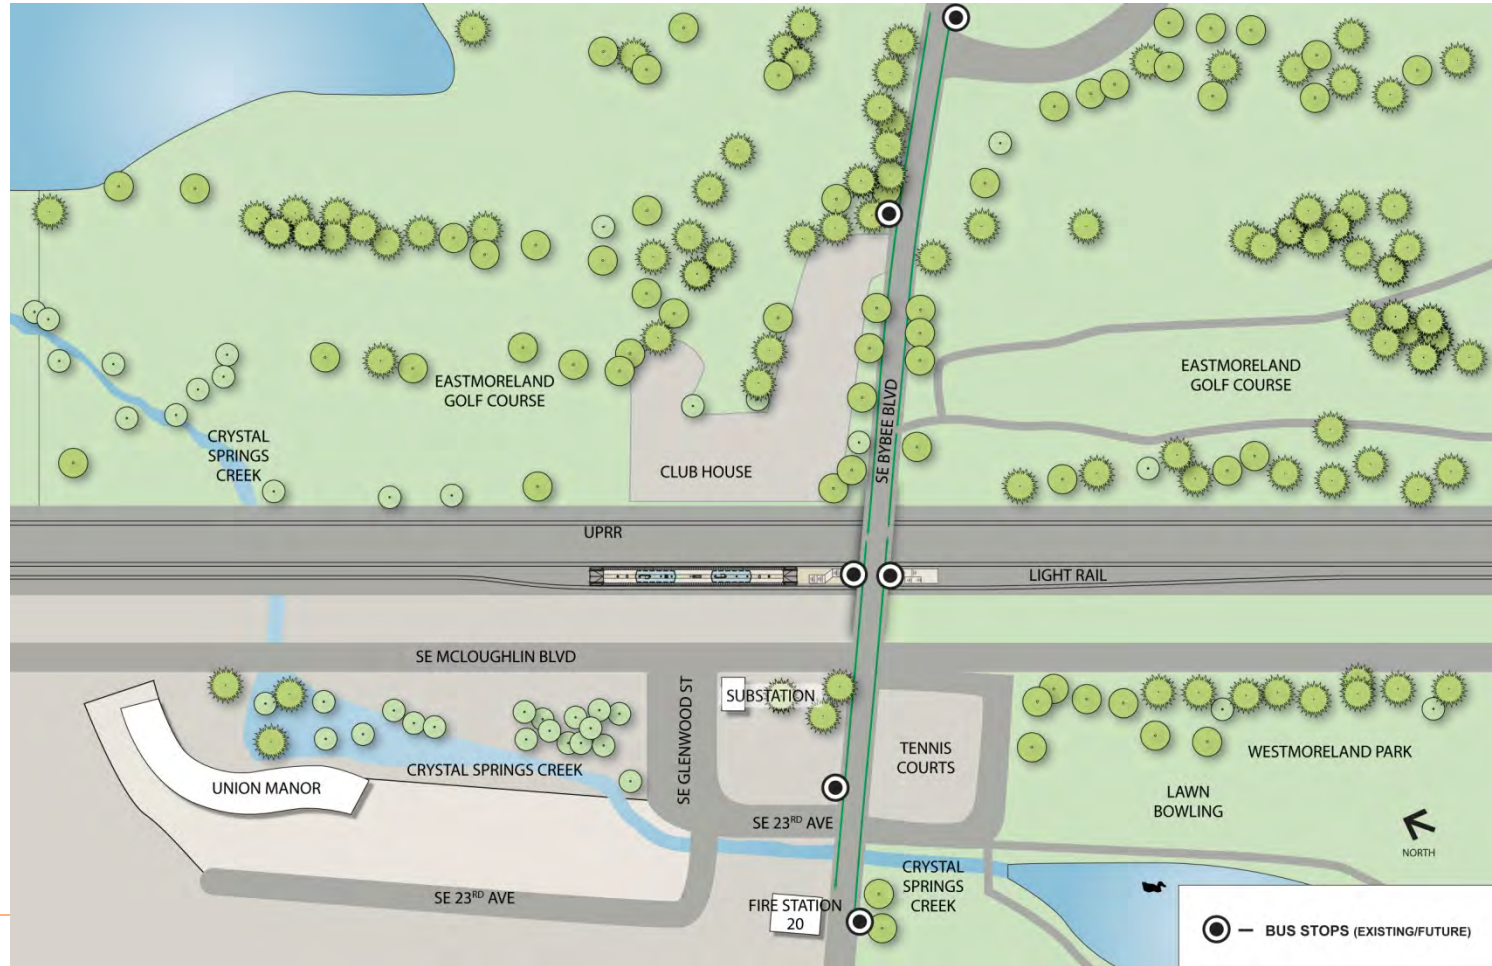 EASTMORELAND
GOLF COURSE
EASTMORELAND
GOLF COURSE
SE BYBEE BLVD
CRYSTAL
SPRINGS
CREEK
CLUB HOUSE
UPRR
LIGHT RAIL
SE MCLOUGHLIN BLVD
SE GLENWOOD ST
SUBSTATION
TENNIS
COURTS
WESTMORELAND PARK
CRYSTAL SPRINGS CREEK
UNION MANOR
LAWN
BOWLING
SE 23RD AVE
NORTH
CRYSTAL
SPRINGS
CREEK
SE 23RD AVE
FIRE STATION
20
— BUS STOPS (EXISTING/FUTURE)